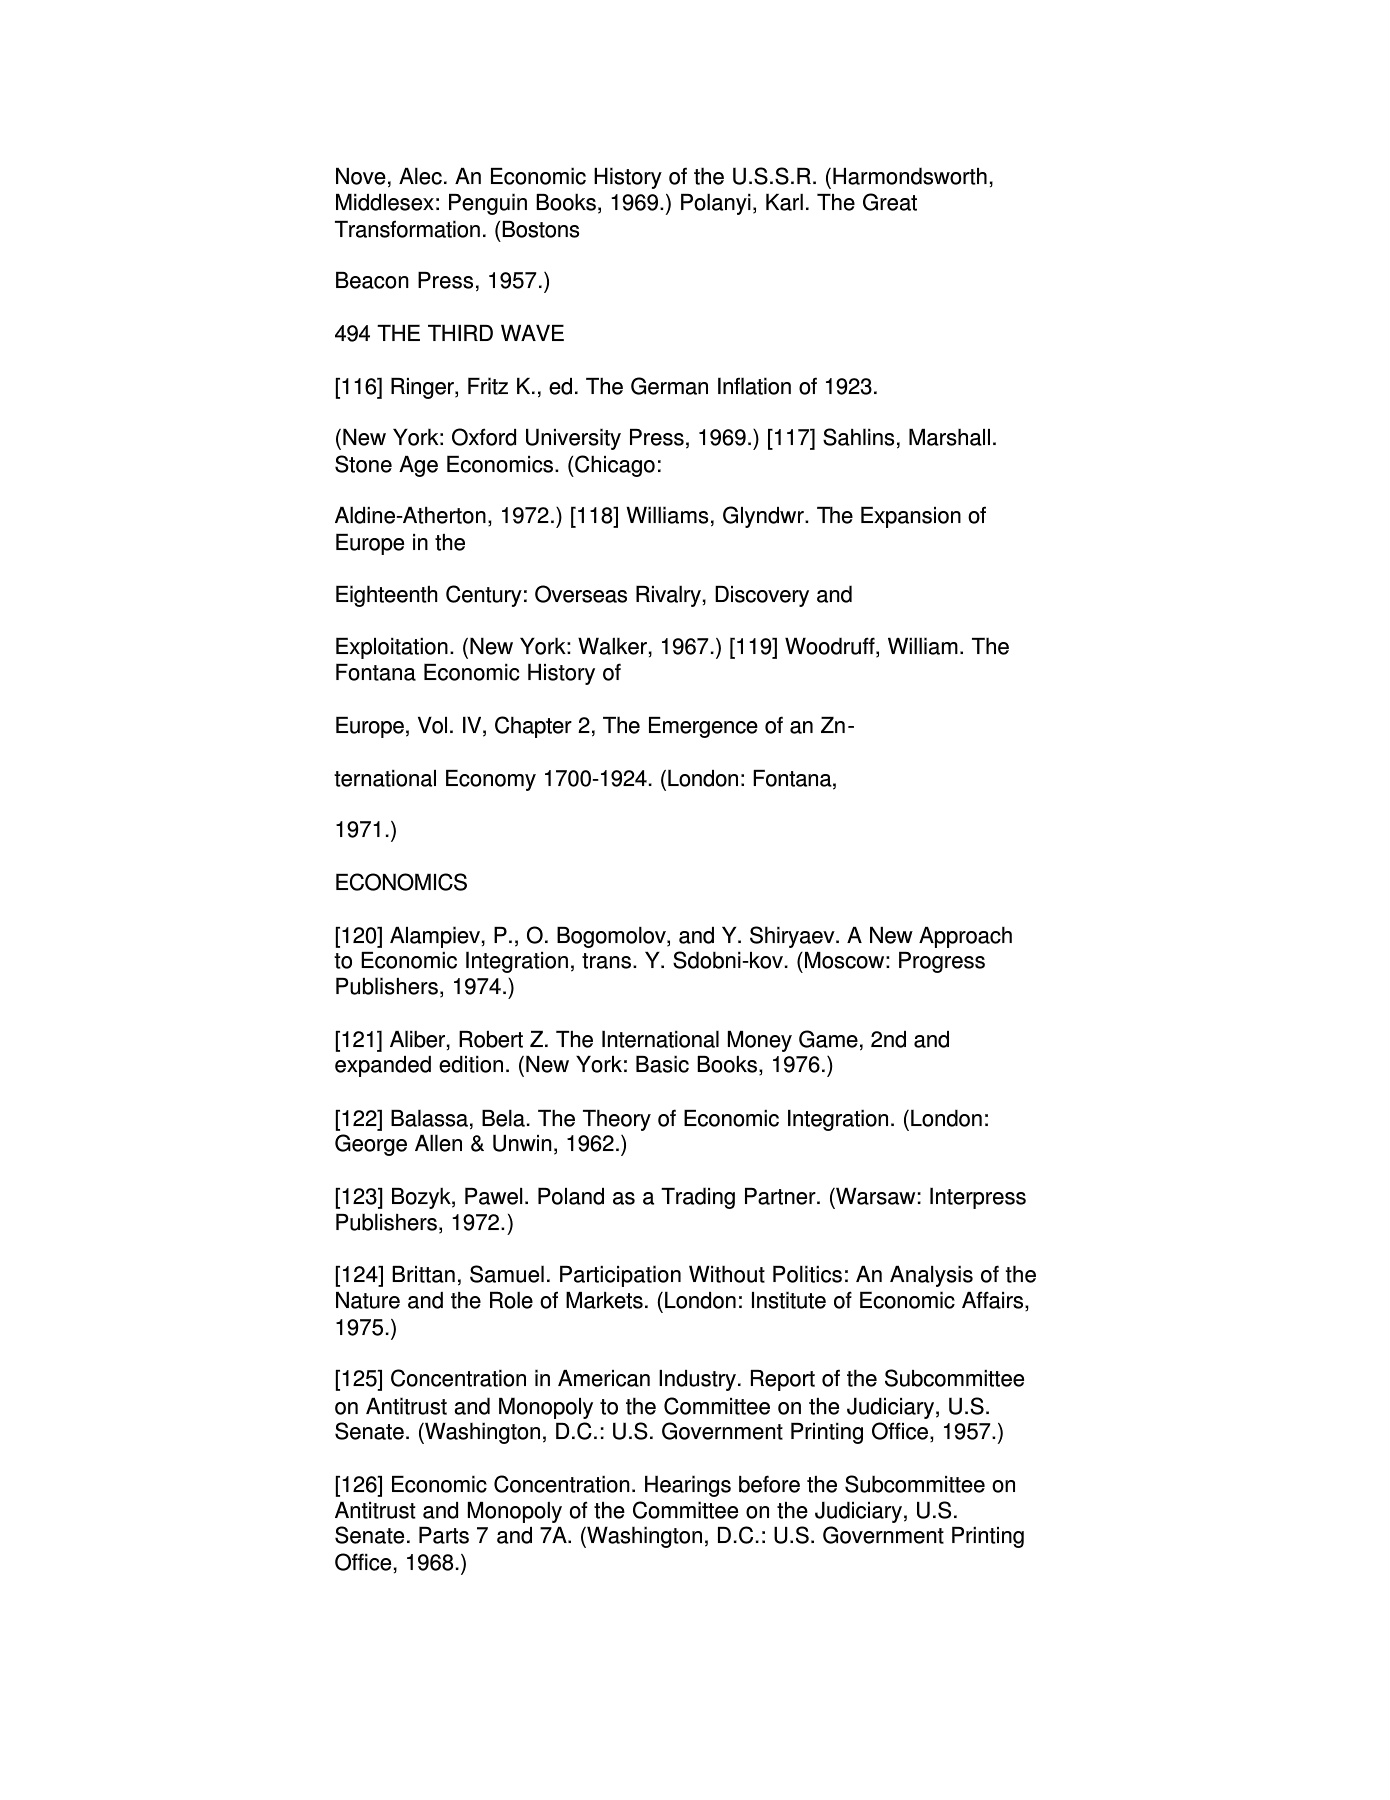 Nove, Alec. An Economic History of the U.S.S.R. (Harmondsworth,
Middlesex: Penguin Books, 1969.) Polanyi, Karl. The Great
Transformation. (Bostons
Beacon Press, 1957.)
494 THE THIRD WAVE
[116] Ringer, Fritz K., ed. The German Inflation of 1923.
(New York: Oxford University Press, 1969.) [117] Sahlins, Marshall.
Stone Age Economics. (Chicago:
Aldine-Atherton, 1972.) [118] Williams, Glyndwr. The Expansion of
Europe in the
Eighteenth Century: Overseas Rivalry, Discovery and
Exploitation. (New York: Walker, 1967.) [119] Woodruff, William. The
Fontana Economic History of
Europe, Vol. IV, Chapter 2, The Emergence of an Zn-
ternational Economy 1700-1924. (London: Fontana,
1971.)
ECONOMICS
[120] Alampiev, P., O. Bogomolov, and Y. Shiryaev. A New Approach
to Economic Integration, trans. Y. Sdobni-kov. (Moscow: Progress
Publishers, 1974.)
[121] Aliber, Robert Z. The International Money Game, 2nd and
expanded edition. (New York: Basic Books, 1976.)
[122] Balassa, Bela. The Theory of Economic Integration. (London:
George Allen & Unwin, 1962.)
[123] Bozyk, Pawel. Poland as a Trading Partner. (Warsaw: Interpress
Publishers, 1972.)
[124] Brittan, Samuel. Participation Without Politics: An Analysis of the
Nature and the Role of Markets. (London: Institute of Economic Affairs,
1975.)
[125] Concentration in American Industry. Report of the Subcommittee
on Antitrust and Monopoly to the Committee on the Judiciary, U.S.
Senate. (Washington, D.C.: U.S. Government Printing Office, 1957.)
[126] Economic Concentration. Hearings before the Subcommittee on
Antitrust and Monopoly of the Committee on the Judiciary, U.S.
Senate. Parts 7 and 7A. (Washington, D.C.: U.S. Government Printing
Office, 1968.)